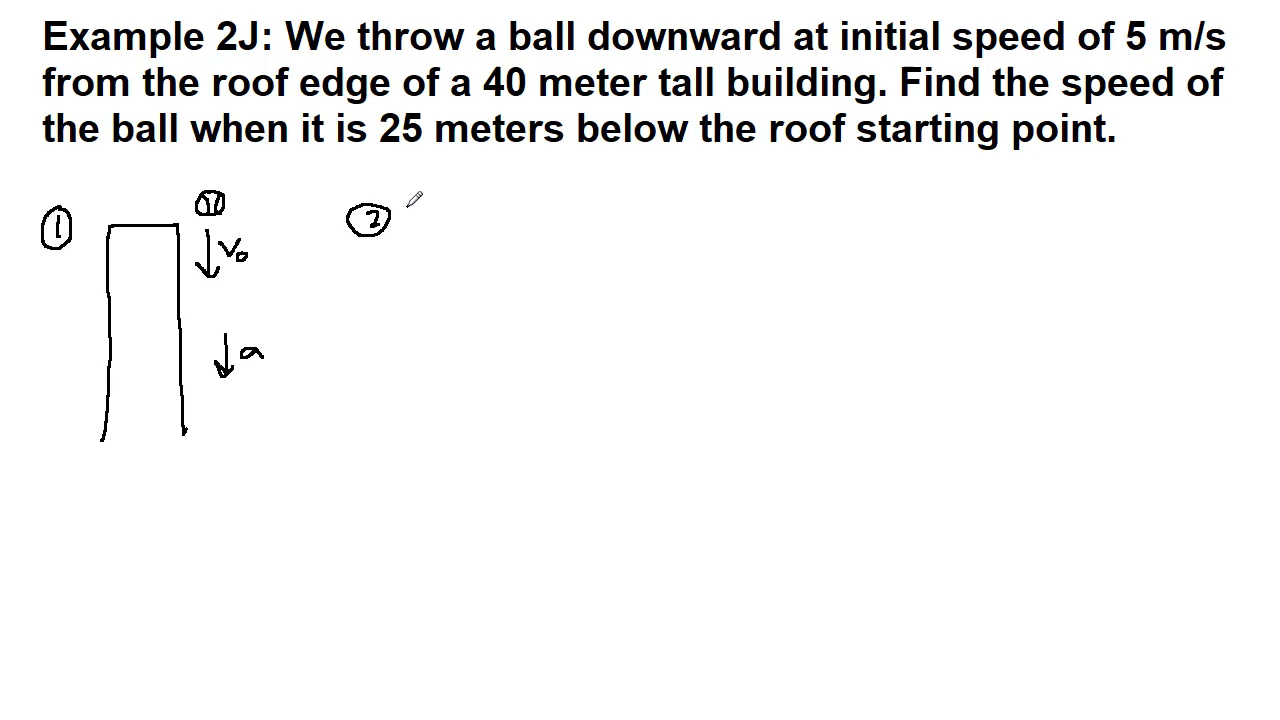 Example 2J: We throw a ball downward at initial speed of 5 m/s
from the roof edge of a 40 meter tall building. Find the speed of
the ball when it is 25 meters below the roof starting point.
1
2
v₀
a